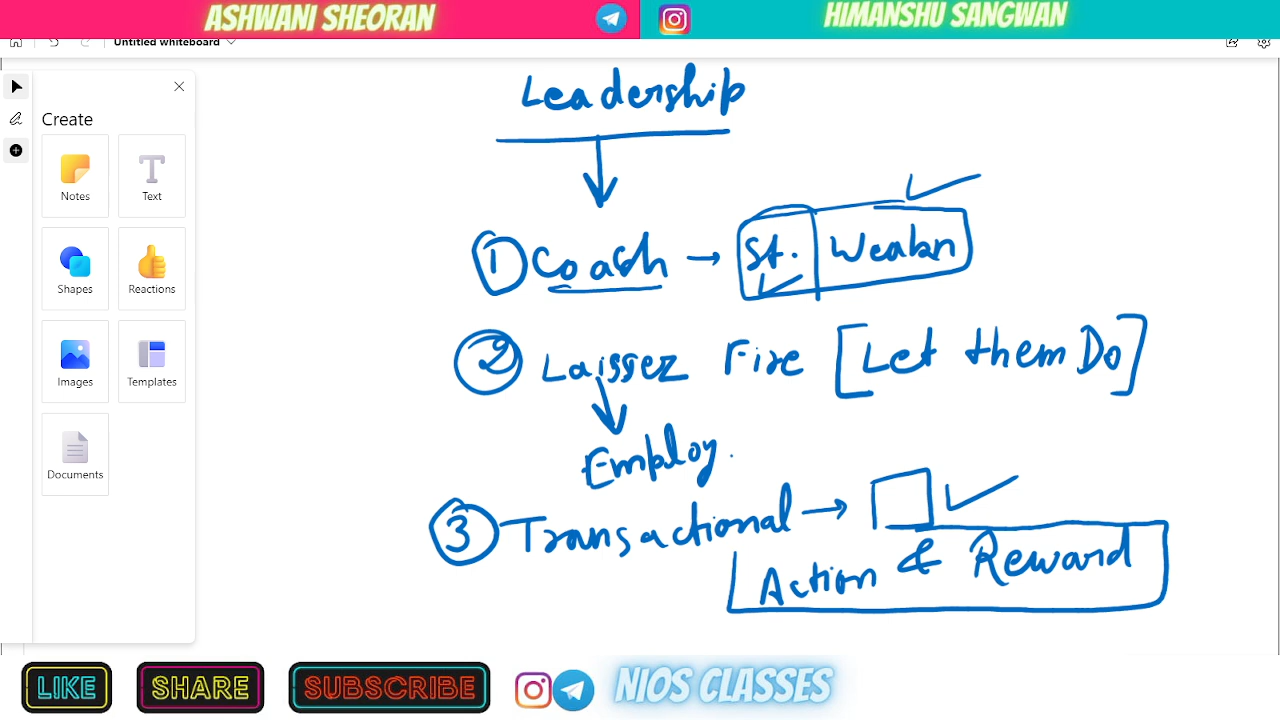 ASHWANI SHEORAN
HIMANSHU SANGWAN
Untitled whiteboard
Create
Notes
Text
Shapes
Reactions
Images
Templates
Documents
Leadership
① Coach → St. Weakn
② Laissez Fire [Let them Do]
Employ.
③ Transactional →
Action & Reward
LIKE
SHARE
SUBSCRIBE
NIOS CLASSES